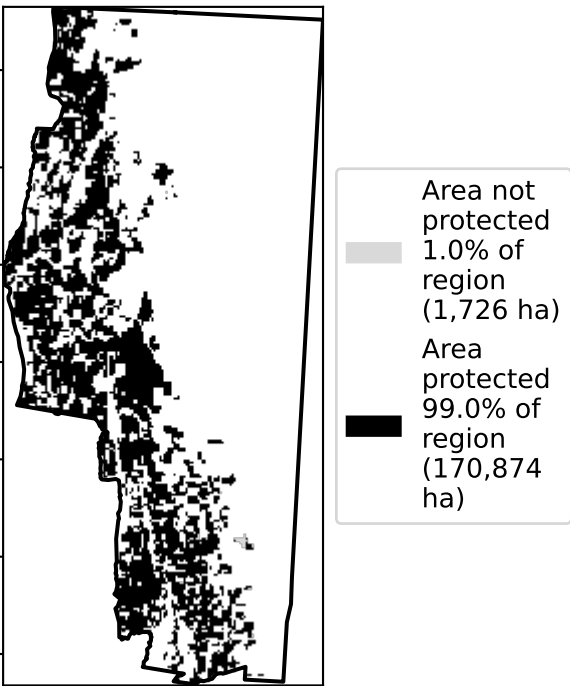 Area not
protected
1.0% of
region
(1,726 ha)
Area
protected
99.0% of
region
(170,874
ha)